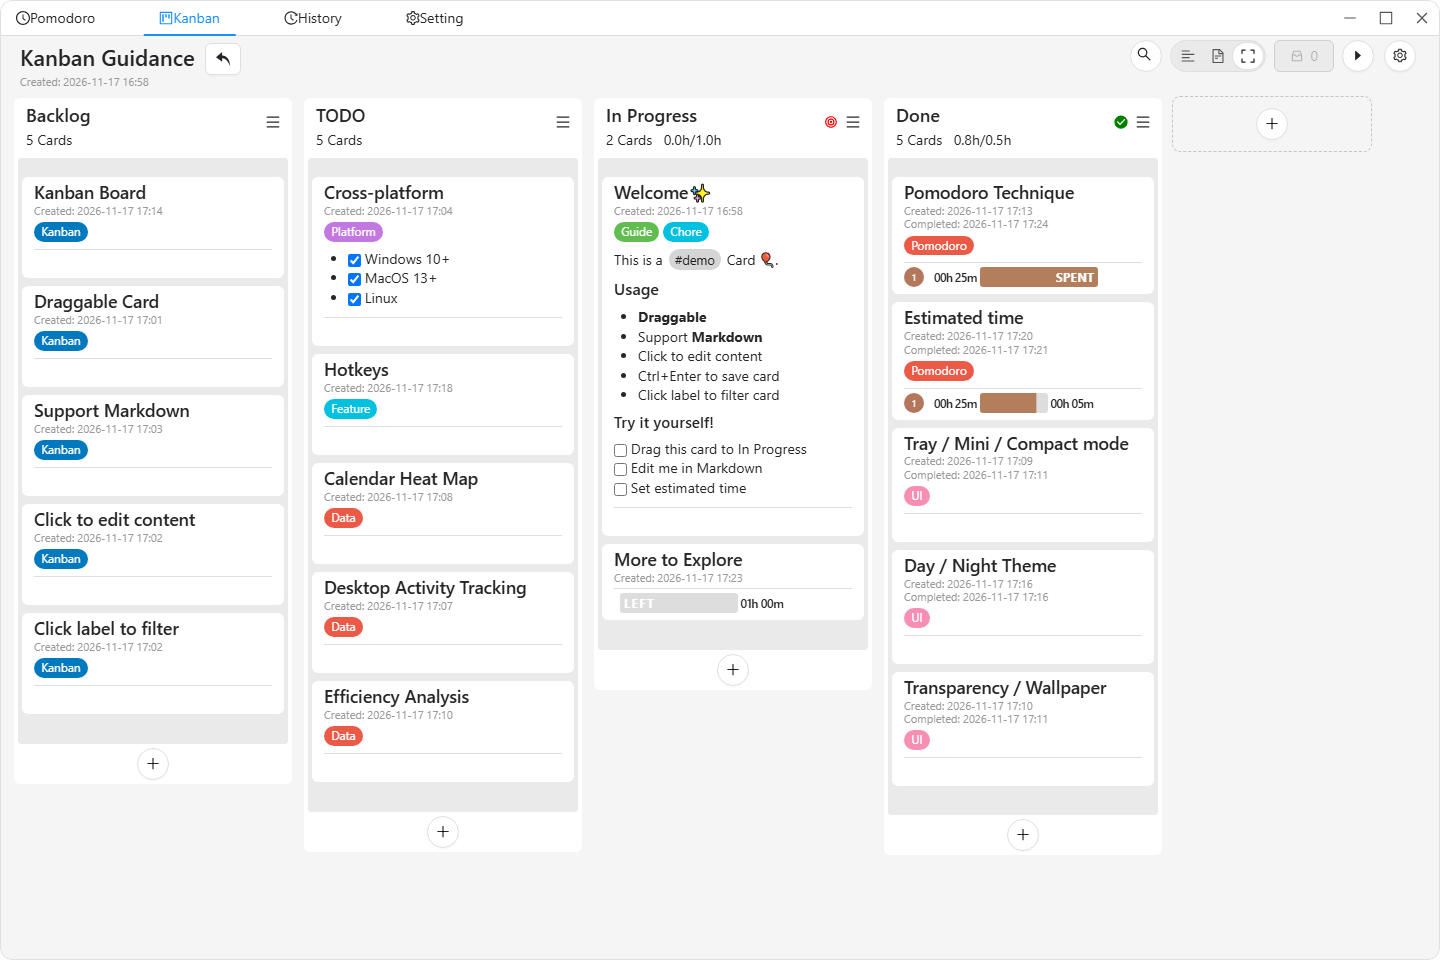 Pomodoro
Kanban
History
Setting
Kanban Guidance
Created: 2026-11-17 16:58
0
Backlog
5 Cards
Kanban Board
Created: 2026-11-17 17:14
Kanban
Draggable Card
Created: 2026-11-17 17:01
Kanban
Support Markdown
Created: 2026-11-17 17:03
Kanban
Click to edit content
Created: 2026-11-17 17:02
Kanban
Click label to filter
Created: 2026-11-17 17:02
Kanban
TODO
5 Cards
Cross-platform
Created: 2026-11-17 17:04
Platform
Windows 10+
MacOS 13+
Linux
Hotkeys
Created: 2026-11-17 17:18
Feature
Calendar Heat Map
Created: 2026-11-17 17:08
Data
Desktop Activity Tracking
Created: 2026-11-17 17:07
Data
Efficiency Analysis
Created: 2026-11-17 17:10
Data
In Progress
2 Cards 0.0h/1.0h
Welcome✨
Created: 2026-11-17 16:58
Guide Chore
This is a #demo Card 🎈.
Usage
Draggable
Support Markdown
Click to edit content
Ctrl+Enter to save card
Click label to filter card
Try it yourself!
Drag this card to In Progress
Edit me in Markdown
Set estimated time
More to Explore
Created: 2026-11-17 17:23
LEFT 01h 00m
Done
5 Cards 0.8h/0.5h
Pomodoro Technique
Created: 2026-11-17 17:13
Completed: 2026-11-17 17:24
Pomodoro
1 00h 25m SPENT
Estimated time
Created: 2026-11-17 17:20
Completed: 2026-11-17 17:21
Pomodoro
1 00h 25m 00h 05m
Tray / Mini / Compact mode
Created: 2026-11-17 17:09
Completed: 2026-11-17 17:11
UI
Day / Night Theme
Created: 2026-11-17 17:16
Completed: 2026-11-17 17:16
UI
Transparency / Wallpaper
Created: 2026-11-17 17:10
Completed: 2026-11-17 17:11
UI